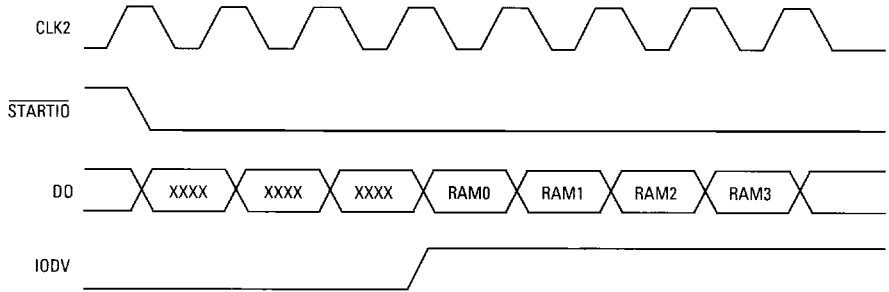 CLK2
STARTIO
DO XXXX XXXX XXXX RAM0 RAM1 RAM2 RAM3
IODV